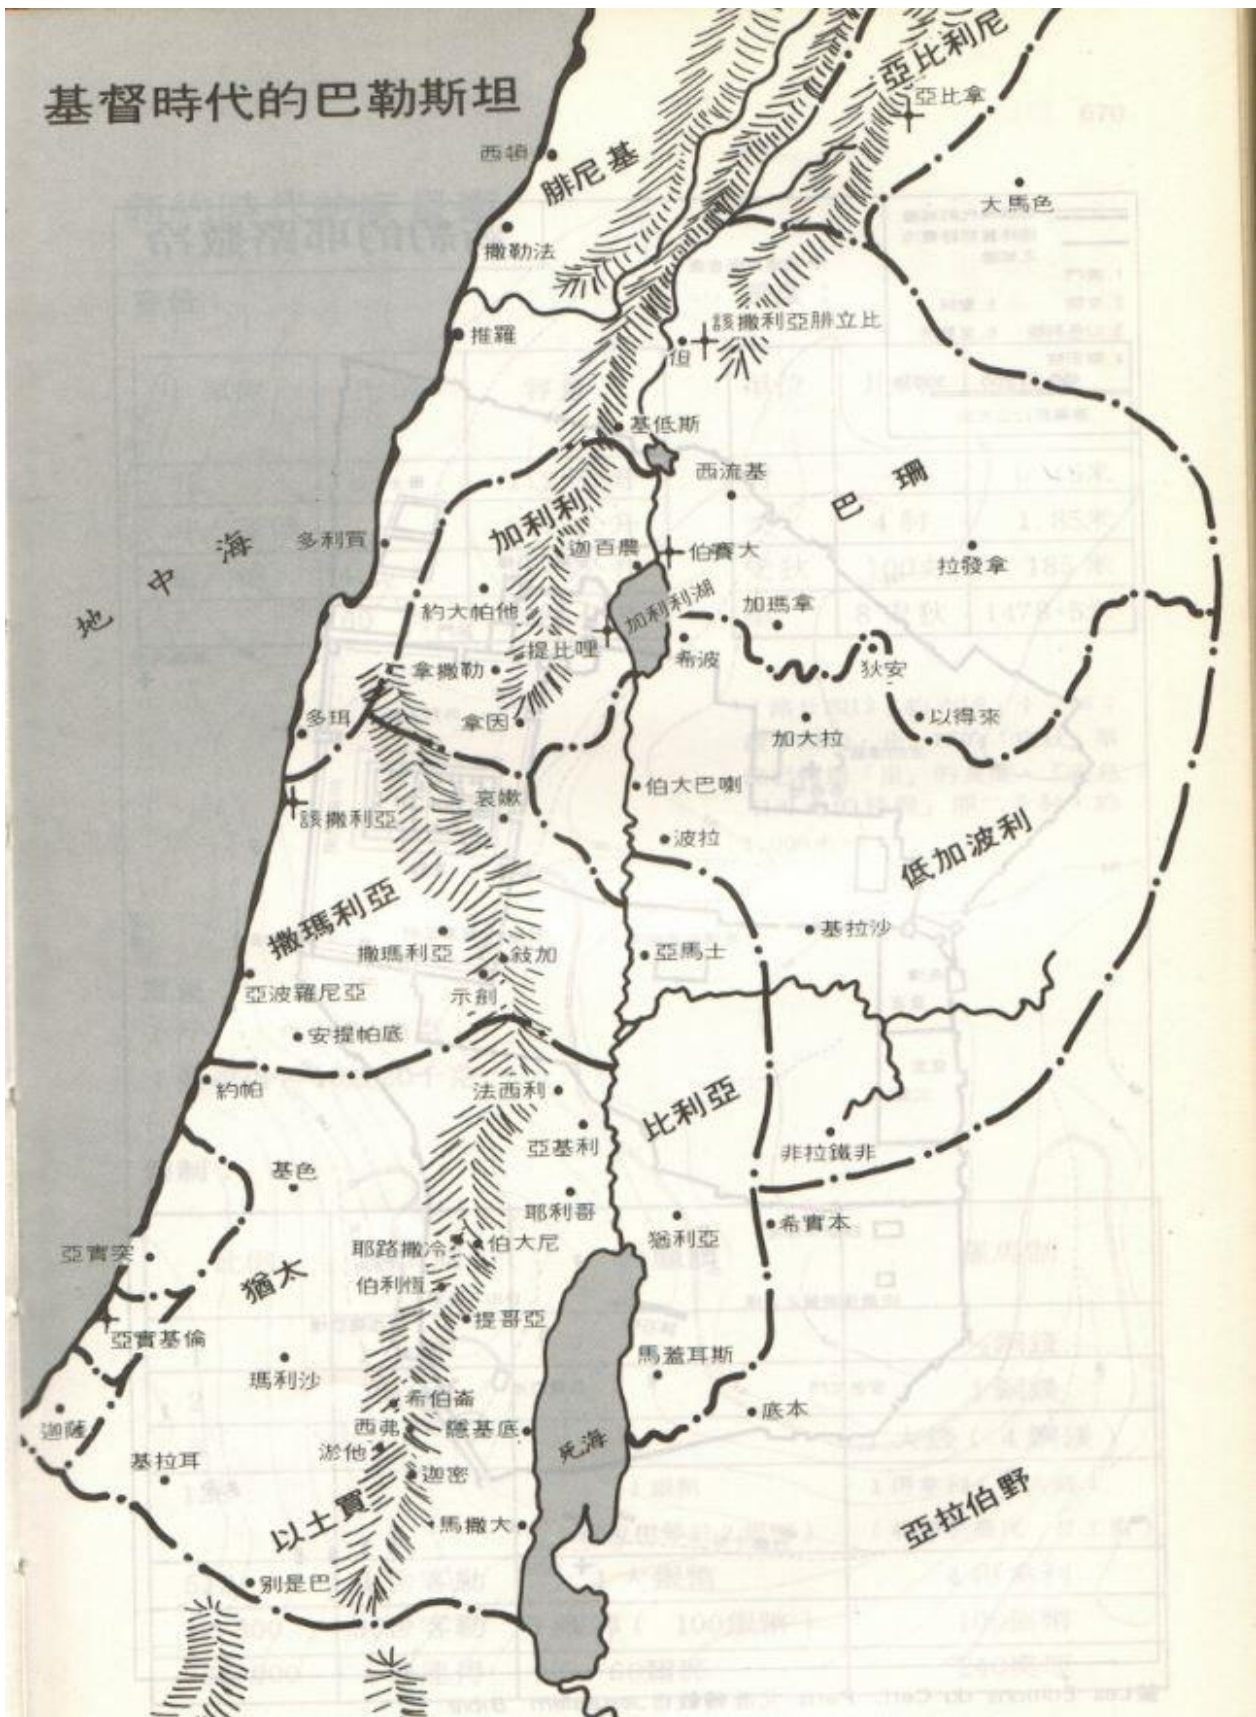 基督時代的巴勒斯坦
亞比利尼
亞比拿
西頓
腓尼基
大馬色
撒勒法
推羅
該撒利亞腓立比
但
基低斯
西流基
巴珊
加利利
地中海
多利買
迦百農
伯賽大
拉發拿
約大帕他
加利利湖
加瑪拿
提比哩
希波
拿撒勒
狄安
多珥
拿因
加大拉
以得來
伯大巴喇
哀嫩
該撒利亞
波拉
低加波利
撒瑪利亞
基拉沙
撒瑪利亞
敍加
亞馬士
亞波羅尼亞
示劍
安提帕底
約帕
法西利
比利亞
亞基利
非拉鐵非
基色
耶利哥
希實本
猶利亞
耶路撒冷
伯大尼
亞實突
猶太
伯利恆
提哥亞
亞實基倫
馬蓋耳斯
瑪利沙
希伯崙
底本
迦薩
西弗
隱基底
死海
淤他
基拉耳
迦密
以土買
馬撒大
亞拉伯野
別是巴